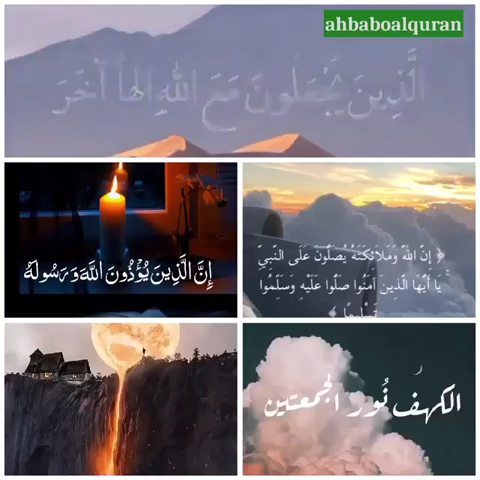 ahbaboalquran
الَّذِينَ يَجْعَلُونَ مَعَ اللَّهِ إِلَٰهًا آخَرَ
إِنَّ الَّذِينَ يُؤْذُونَ اللَّهَ وَرَسُولَهُ
﴿ إِنَّ اللَّهَ وَمَلَائِكَتَهُ يُصَلُّونَ عَلَى النَّبِيِّ
يَا أَيُّهَا الَّذِينَ آمَنُوا صَلُّوا عَلَيْهِ وَسَلِّمُوا
تَسْلِيمًا ﴾
الكهف نُور الجمعتين